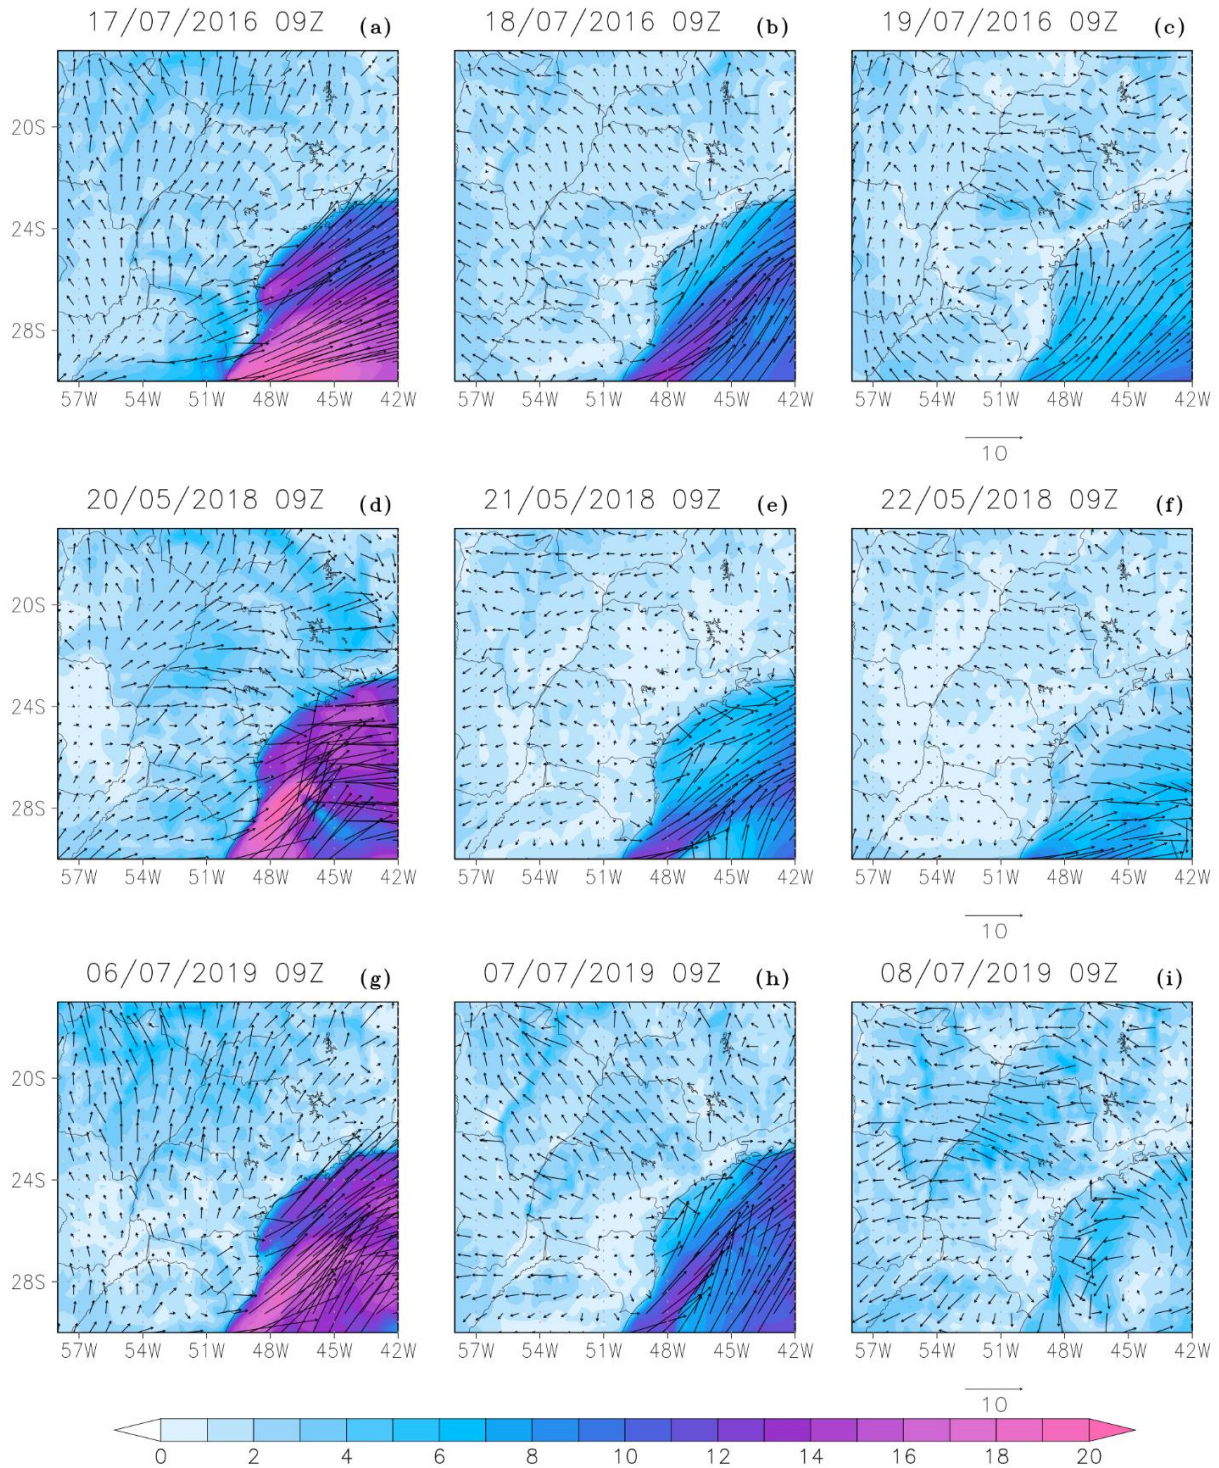 17/07/2016 09Z (a) 18/07/2016 09Z (b) 19/07/2016 09Z (c)
20S
24S
28S
57W 54W 51W 48W 45W 42W 57W 54W 51W 48W 45W 42W 57W 54W 51W 48W 45W 42W
10
20/05/2018 09Z (d) 21/05/2018 09Z (e) 22/05/2018 09Z (f)
20S
24S
28S
57W 54W 51W 48W 45W 42W 57W 54W 51W 48W 45W 42W 57W 54W 51W 48W 45W 42W
10
06/07/2019 09Z (g) 07/07/2019 09Z (h) 08/07/2019 09Z (i)
20S
24S
28S
57W 54W 51W 48W 45W 42W 57W 54W 51W 48W 45W 42W 57W 54W 51W 48W 45W 42W
10
0 2 4 6 8 10 12 14 16 18 20